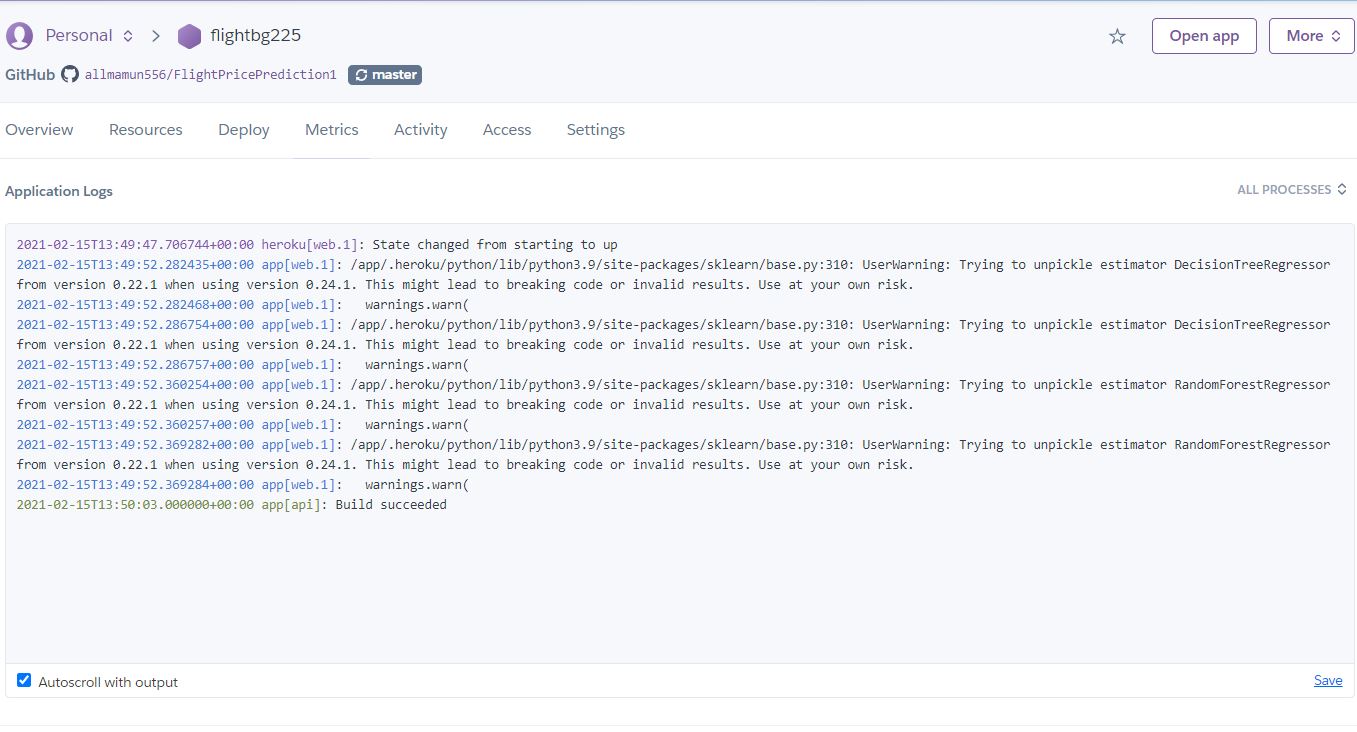 Personal flightbg225 Open app More
GitHub allmamun556/FlightPricePrediction1 master
Overview Resources Deploy Metrics Activity Access Settings
Application Logs ALL PROCESSES
2021-02-15T13:49:47.706744+00:00 heroku[web.1]: State changed from starting to up
2021-02-15T13:49:52.282435+00:00 app[web.1]: /app/.heroku/python/lib/python3.9/site-packages/sklearn/base.py:310: UserWarning: Trying to unpickle estimator DecisionTreeRegressor
from version 0.22.1 when using version 0.24.1. This might lead to breaking code or invalid results. Use at your own risk.
2021-02-15T13:49:52.282468+00:00 app[web.1]:   warnings.warn(
2021-02-15T13:49:52.286754+00:00 app[web.1]: /app/.heroku/python/lib/python3.9/site-packages/sklearn/base.py:310: UserWarning: Trying to unpickle estimator DecisionTreeRegressor
from version 0.22.1 when using version 0.24.1. This might lead to breaking code or invalid results. Use at your own risk.
2021-02-15T13:49:52.286757+00:00 app[web.1]:   warnings.warn(
2021-02-15T13:49:52.360254+00:00 app[web.1]: /app/.heroku/python/lib/python3.9/site-packages/sklearn/base.py:310: UserWarning: Trying to unpickle estimator RandomForestRegressor
from version 0.22.1 when using version 0.24.1. This might lead to breaking code or invalid results. Use at your own risk.
2021-02-15T13:49:52.360257+00:00 app[web.1]:   warnings.warn(
2021-02-15T13:49:52.369282+00:00 app[web.1]: /app/.heroku/python/lib/python3.9/site-packages/sklearn/base.py:310: UserWarning: Trying to unpickle estimator RandomForestRegressor
from version 0.22.1 when using version 0.24.1. This might lead to breaking code or invalid results. Use at your own risk.
2021-02-15T13:49:52.369284+00:00 app[web.1]:   warnings.warn(
2021-02-15T13:50:03.000000+00:00 app[api]: Build succeeded
Autoscroll with output Save